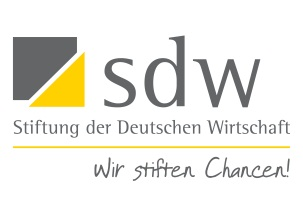 sdw
Stiftung der Deutschen Wirtschaft
Wir stiften Chancen!